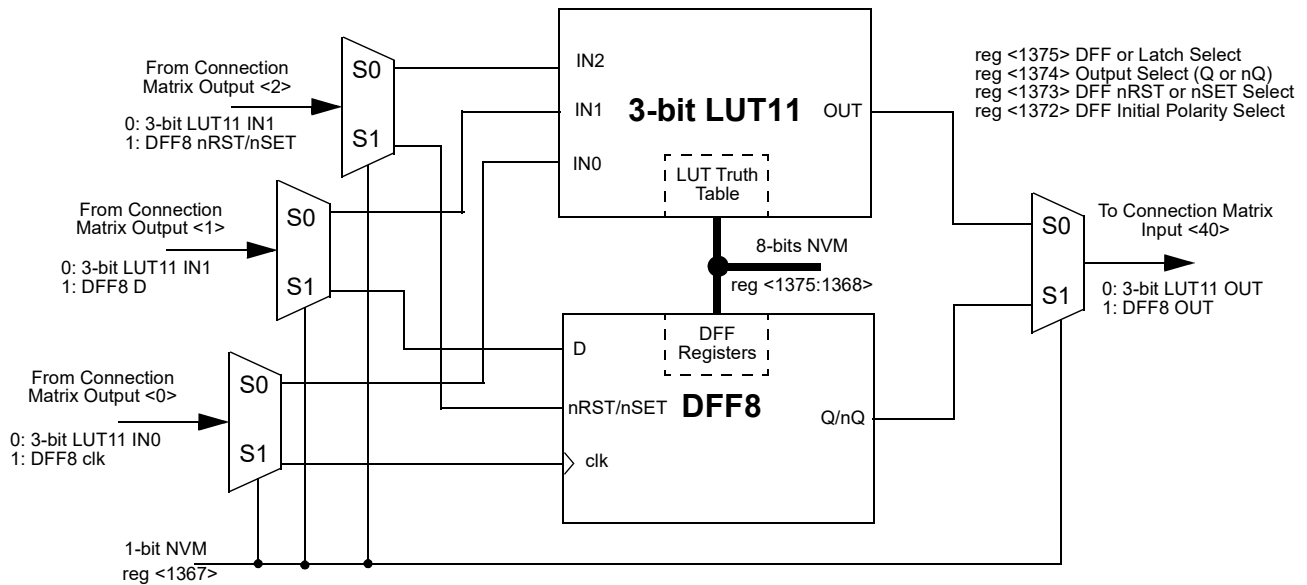 From Connection
Matrix Output <2>
0: 3-bit LUT11 IN1
1: DFF8 nRST/nSET
S0
S1
From Connection
Matrix Output <1>
0: 3-bit LUT11 IN1
1: DFF8 D
S0
S1
From Connection
Matrix Output <0>
0: 3-bit LUT11 IN0
1: DFF8 clk
S0
S1
1-bit NVM
reg <1367>
IN2
IN1
IN0
3-bit LUT11
OUT
LUT Truth
Table
8-bits NVM
reg <1375:1368>
DFF
Registers
D
nRST/nSET
clk
DFF8
Q/nQ
reg <1375> DFF or Latch Select
reg <1374> Output Select (Q or nQ)
reg <1373> DFF nRST or nSET Select
reg <1372> DFF Initial Polarity Select
S0
S1
To Connection Matrix
Input <40>
0: 3-bit LUT11 OUT
1: DFF8 OUT